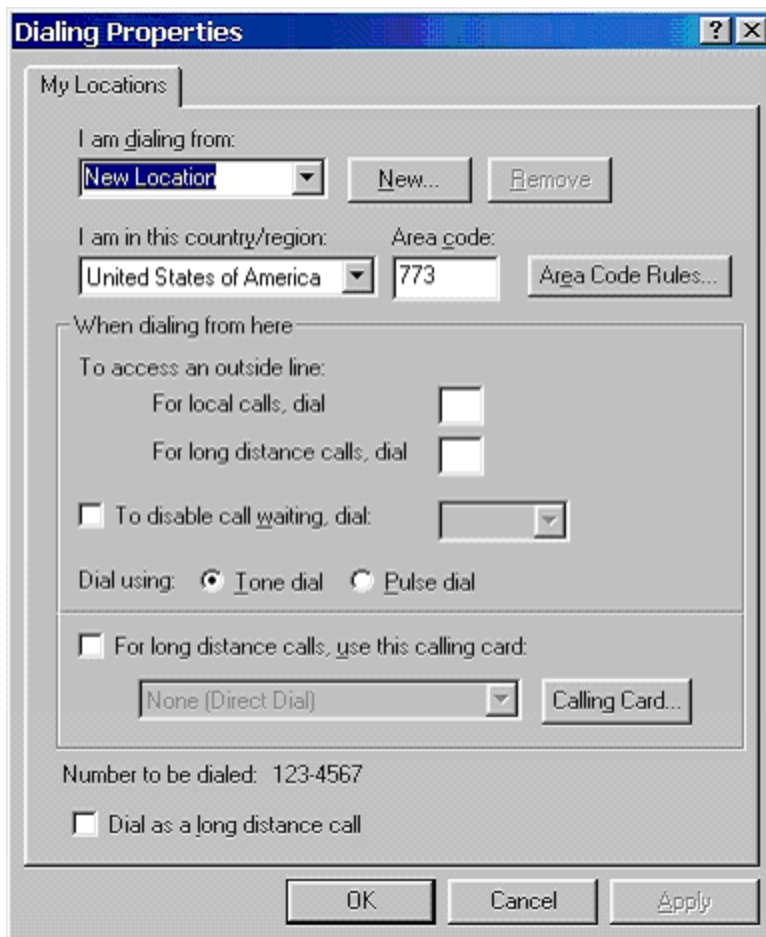 Dialing Properties
My Locations
I am dialing from:
New Location New... Remove
I am in this country/region: Area code:
United States of America 773 Area Code Rules...
When dialing from here
To access an outside line:
For local calls, dial
For long distance calls, dial
To disable call waiting, dial:
Dial using: Tone dial Pulse dial
For long distance calls, use this calling card:
None (Direct Dial) Calling Card...
Number to be dialed: 123-4567
Dial as a long distance call
OK Cancel Apply